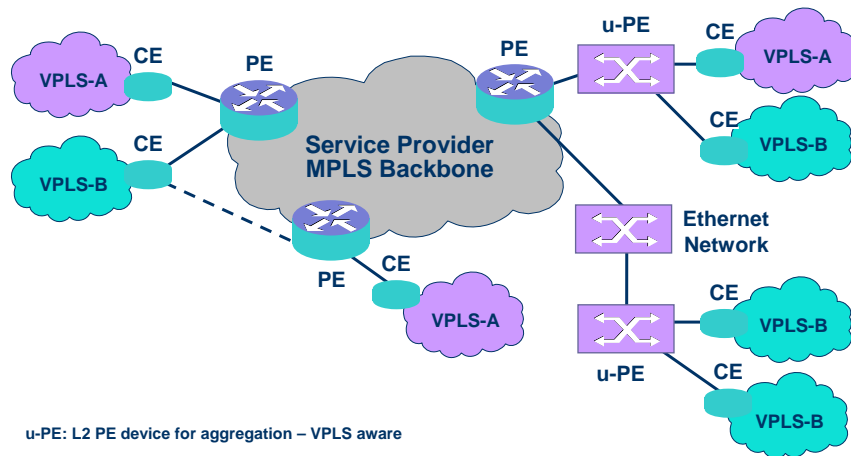 u-PE
PE
PE
CE
CE
VPLS-A
VPLS-A
CE
VPLS-B
Service Provider
MPLS Backbone
CE
VPLS-B
Ethernet
Network
PE
CE
VPLS-A
CE
VPLS-B
u-PE
CE
VPLS-B
u-PE: L2 PE device for aggregation – VPLS aware